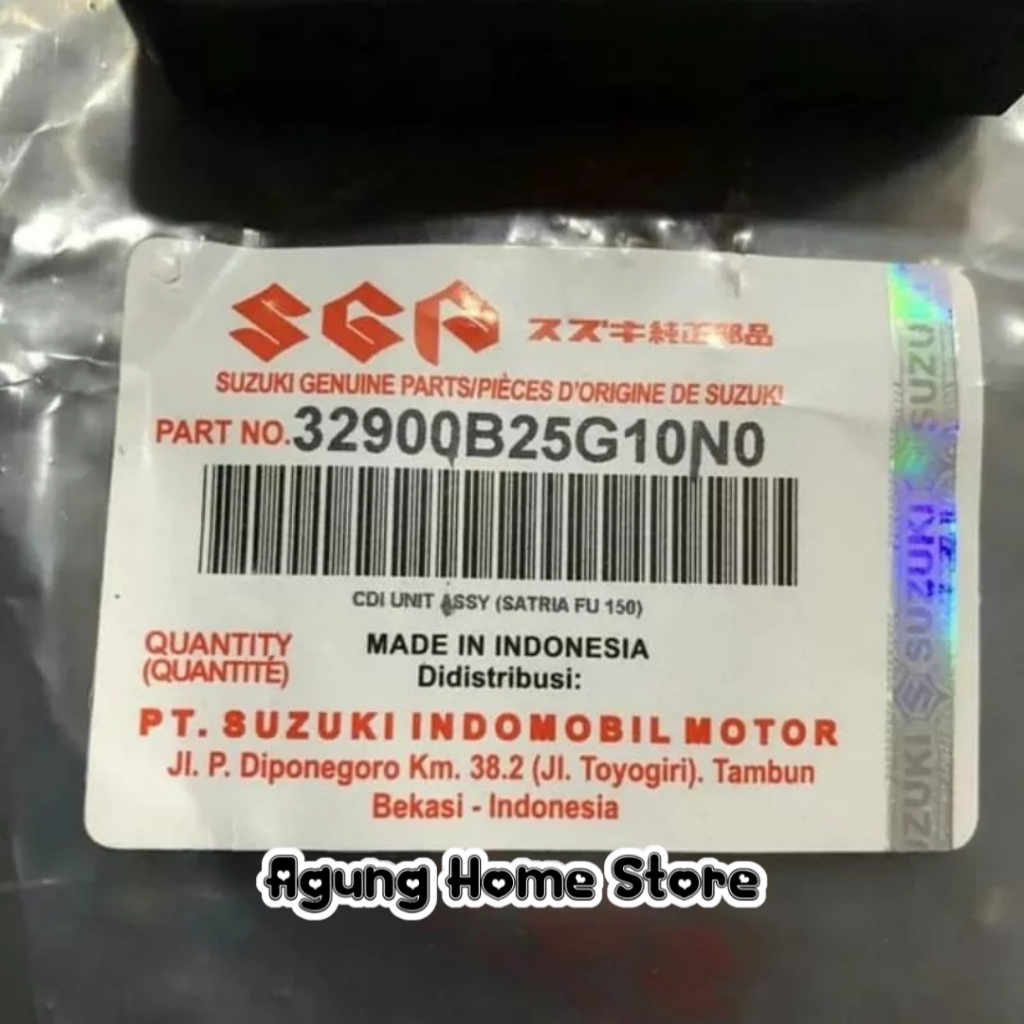 SGP スズキ純正部品
SUZUKI GENUINE PARTS/PIÈCES D'ORIGINE DE SUZUKI
PART NO.32900B25G10N0
CDI UNIT ASSY (SATRIA FU 150)
QUANTITY
(QUANTITÉ)
MADE IN INDONESIA
Didistribusi:
PT. SUZUKI INDOMOBIL MOTOR
Jl. P. Diponegoro Km. 38.2 (Jl. Toyogiri). Tambun
Bekasi - Indonesia
UZUKI SUZUKI SUZU
Agung Home Store